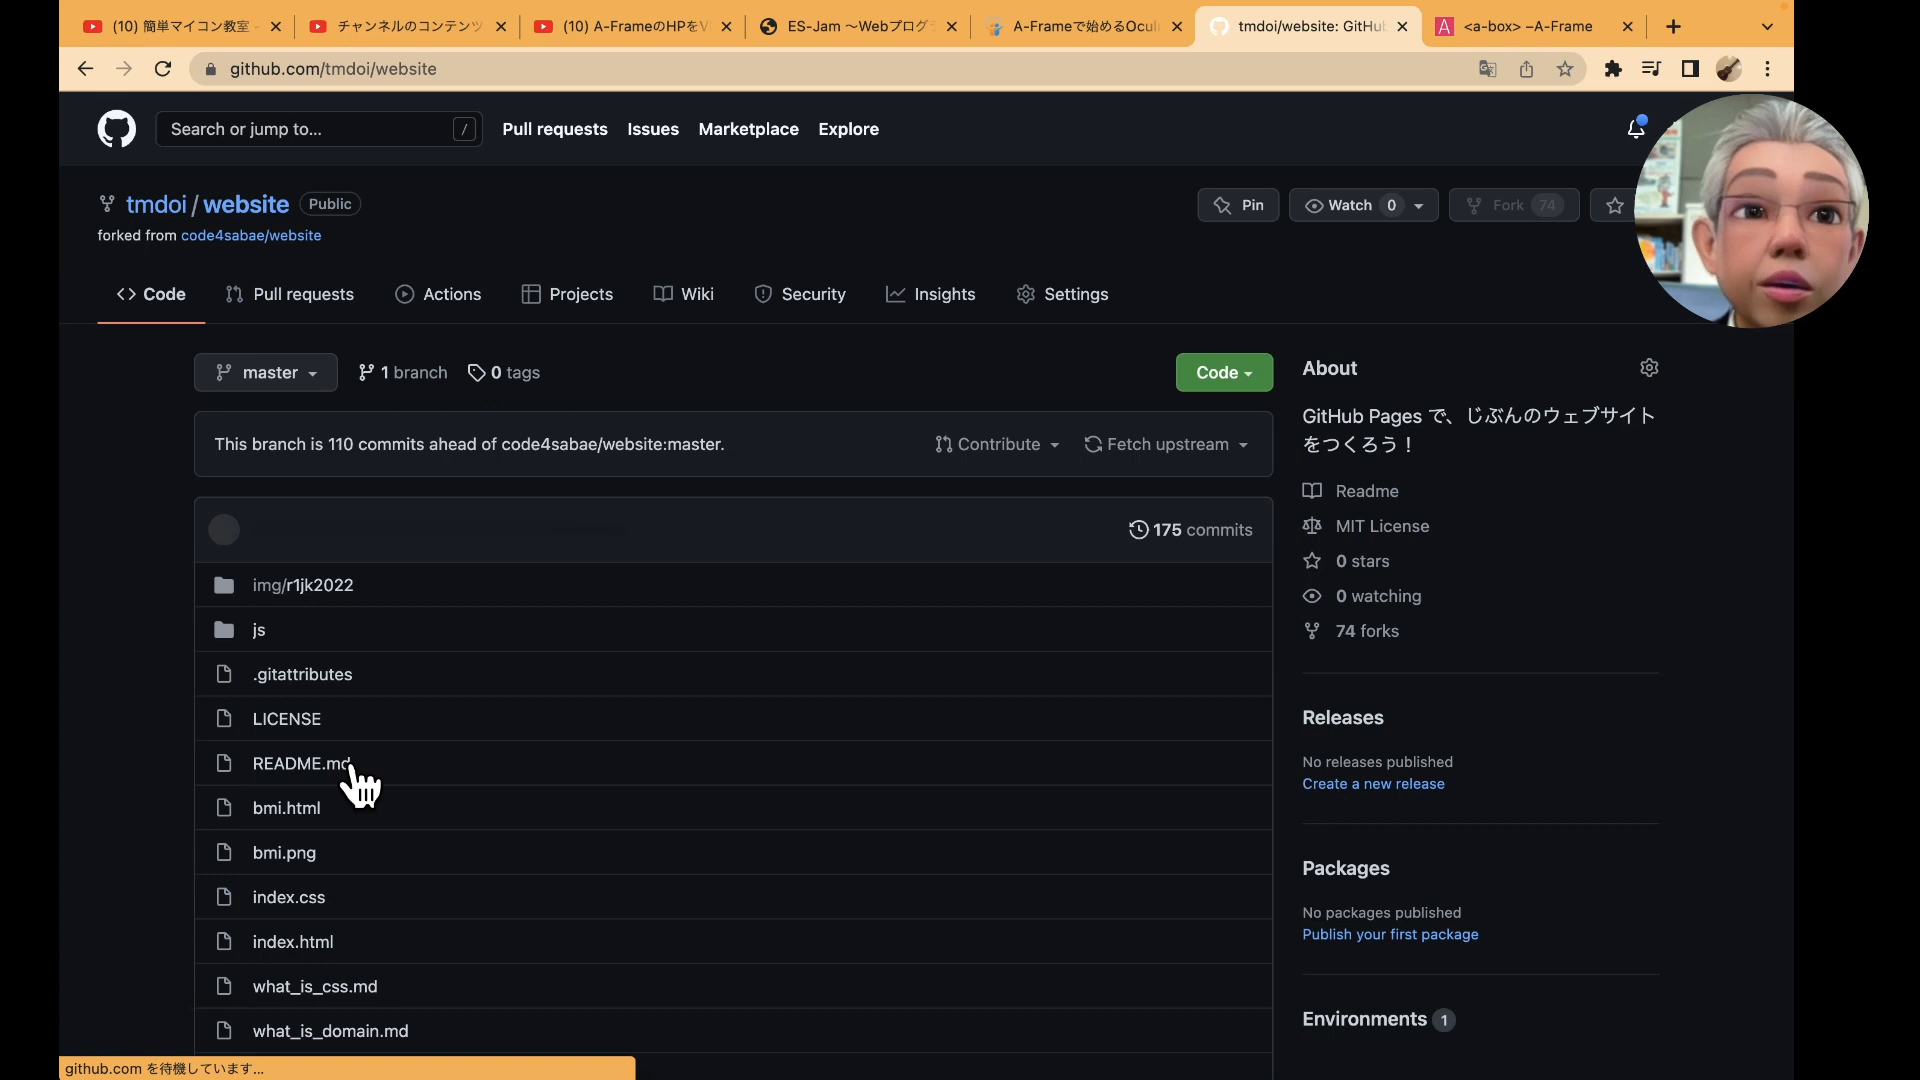 (10) 簡単マイコン教室
チャンネルのコンテンツ
(10) A-FrameのHPをV
ES-Jam 〜Webプログラ
A-Frameで始めるOcul
tmdoi/website: GitHub
<a-box> –A-Frame
github.com/tmdoi/website
Search or jump to...
/
Pull requests
Issues
Marketplace
Explore
tmdoi / website
Public
Pin
Watch 0
Fork 74
forked from code4sabae/website
Code
Pull requests
Actions
Projects
Wiki
Security
Insights
Settings
master
1 branch
0 tags
Code
This branch is 110 commits ahead of code4sabae/website:master.
Contribute
Fetch upstream
175 commits
img/r1jk2022
js
.gitattributes
LICENSE
README.md
bmi.html
bmi.png
index.css
index.html
what_is_css.md
what_is_domain.md
About
GitHub Pages で、じぶんのウェブサイト
をつくろう！
Readme
MIT License
0 stars
0 watching
74 forks
Releases
No releases published
Create a new release
Packages
No packages published
Publish your first package
Environments 1
github.com を待機しています...